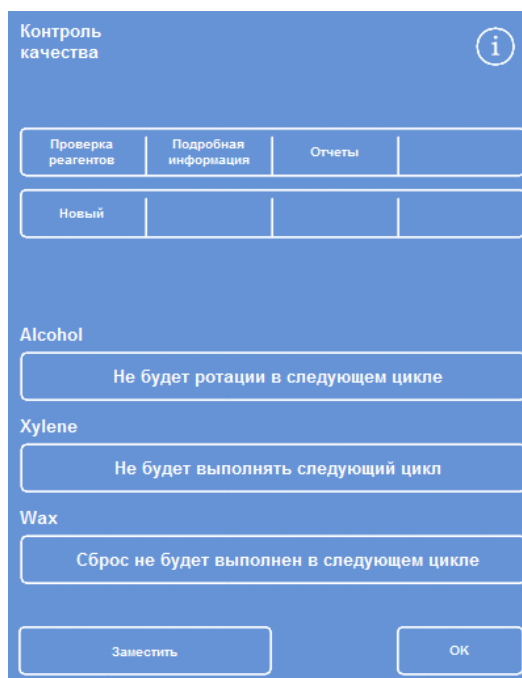 Контроль
качества
i
Проверка
реагентов
Подробная
информация
Отчеты
Новый
Alcohol
Не будет ротации в следующем цикле
Xylene
Не будет выполнять следующий цикл
Wax
Сброс не будет выполнен в следующем цикле
Заместить
ОК